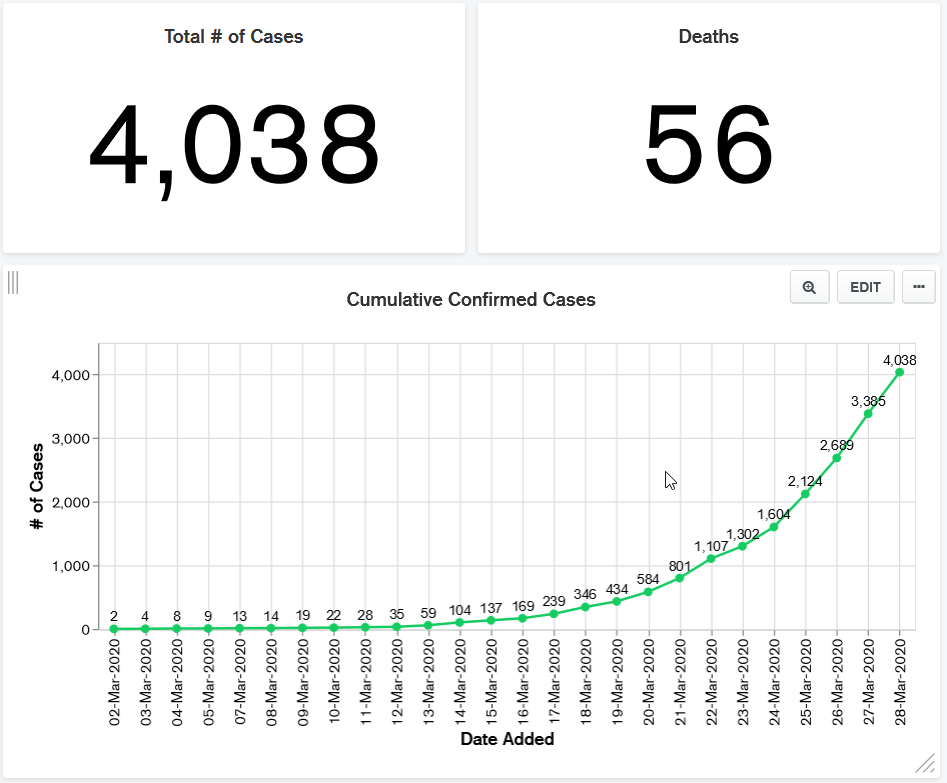 Total # of Cases
Deaths
4,038
56
Cumulative Confirmed Cases
EDIT
4,000
3,000
2,000
1,000
0
# of Cases
2
4
8
9
13
14
19
22
28
35
59
104
137
169
239
346
434
584
801
1,107
1,302
1,604
2,124
2,689
3,385
4,038
02-Mar-2020
03-Mar-2020
04-Mar-2020
05-Mar-2020
07-Mar-2020
08-Mar-2020
09-Mar-2020
10-Mar-2020
11-Mar-2020
12-Mar-2020
13-Mar-2020
14-Mar-2020
15-Mar-2020
16-Mar-2020
17-Mar-2020
18-Mar-2020
19-Mar-2020
20-Mar-2020
21-Mar-2020
22-Mar-2020
23-Mar-2020
24-Mar-2020
25-Mar-2020
26-Mar-2020
27-Mar-2020
28-Mar-2020
Date Added